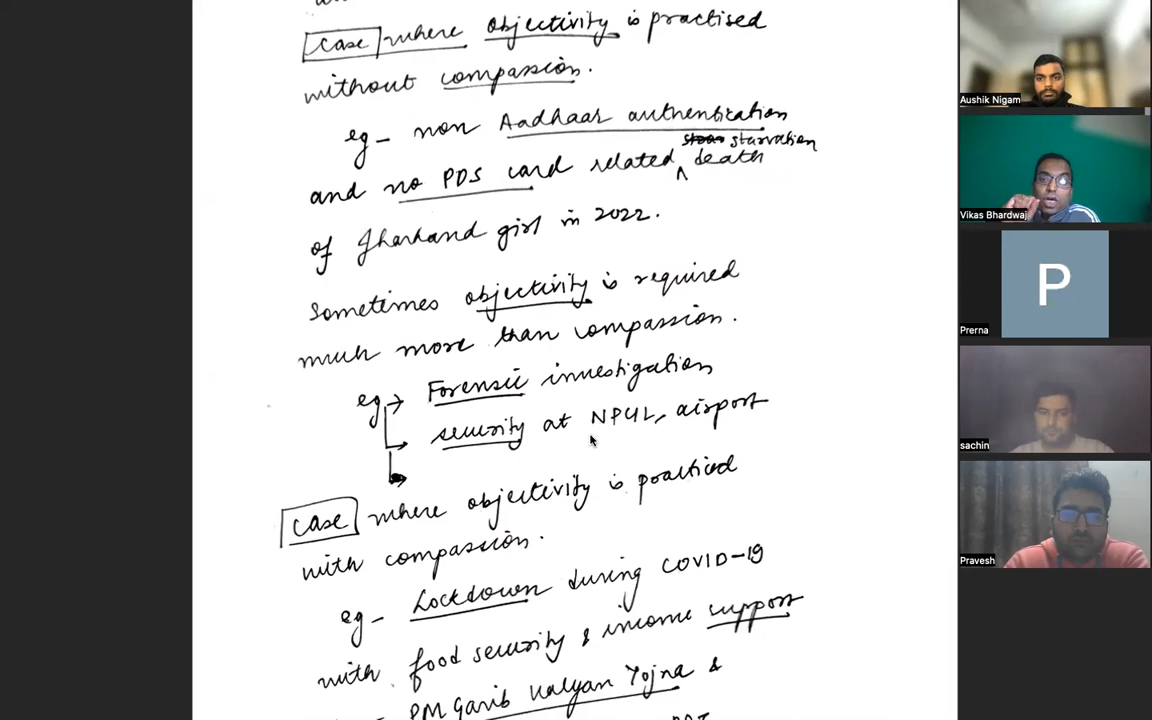 case where objectivity is practised
without compassion.
eg - non Aadhaar authentication
starvation
and no PDS card related ^ death
of Jharkhand girl in 2022.
Sometimes objectivity is required
much more than compassion.
eg → Forensic investigation
→ security at NPCIL, airport
case where objectivity is practiced
with compassion.
eg - Lockdown during COVID-19
with food security & income support
PM Garib Kalyan Yojna &
Aushik Nigam
Vikas Bhardwaj
P
Prerna
sachin
Pravesh